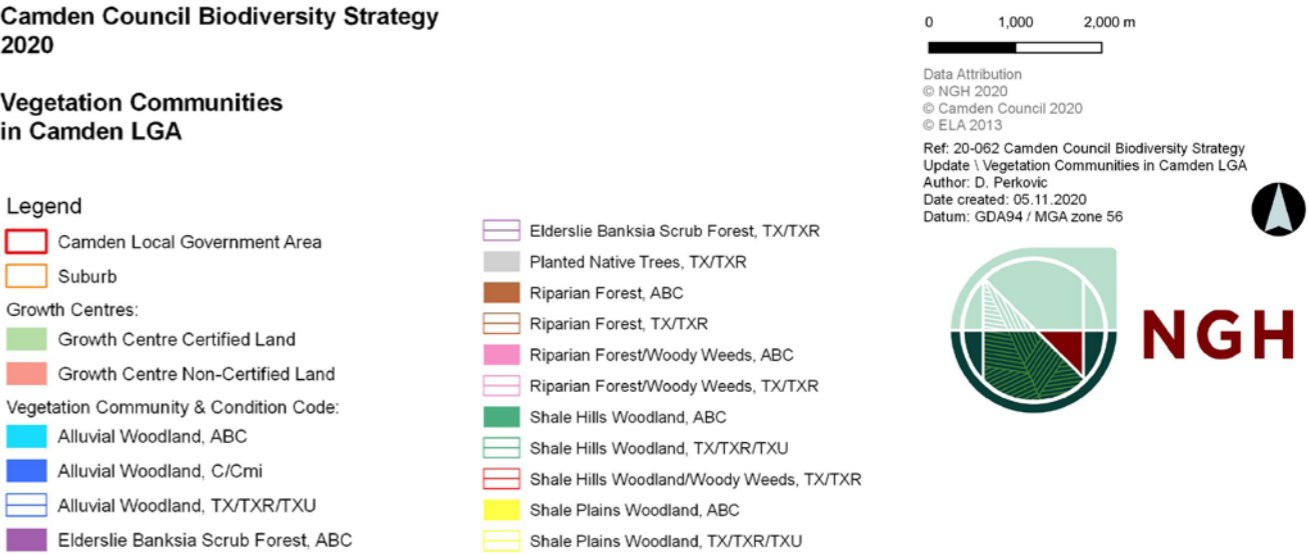 Camden Council Biodiversity Strategy
2020
Vegetation Communities
in Camden LGA
Legend
Camden Local Government Area
Suburb
Growth Centres:
Growth Centre Certified Land
Growth Centre Non-Certified Land
Vegetation Community & Condition Code:
Alluvial Woodland, ABC
Alluvial Woodland, C/Cmi
Alluvial Woodland, TX/TXR/TXU
Elderslie Banksia Scrub Forest, ABC
Elderslie Banksia Scrub Forest, TX/TXR
Planted Native Trees, TX/TXR
Riparian Forest, ABC
Riparian Forest, TX/TXR
Riparian Forest/Woody Weeds, ABC
Riparian Forest/Woody Weeds, TX/TXR
Shale Hills Woodland, ABC
Shale Hills Woodland, TX/TXR/TXU
Shale Hills Woodland/Woody Weeds, TX/TXR
Shale Plains Woodland, ABC
Shale Plains Woodland, TX/TXR/TXU
0 1,000 2,000 m
Data Attribution
© NGH 2020
© Camden Council 2020
© ELA 2013
Ref: 20-062 Camden Council Biodiversity Strategy
Update \ Vegetation Communities in Camden LGA
Author: D. Perkovic
Date created: 05.11.2020
Datum: GDA94 / MGA zone 56
NGH